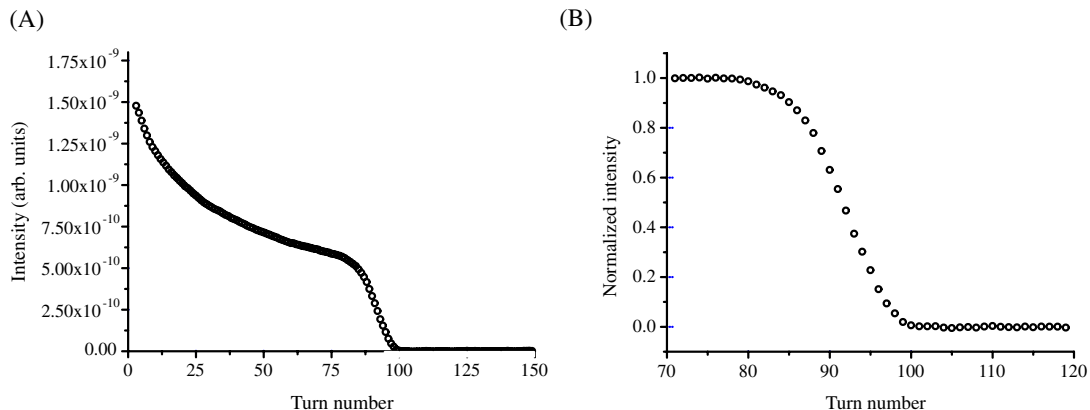 (A)
(B)
Intensity (arb. units)
1.75x10⁻⁹
1.50x10⁻⁹
1.25x10⁻⁹
1.00x10⁻⁹
7.50x10⁻¹⁰
5.00x10⁻¹⁰
2.50x10⁻¹⁰
0.00
0 25 50 75 100 125 150
Turn number
Normalized intensity
1.0
0.8
0.6
0.4
0.2
0.0
70 80 90 100 110 120
Turn number